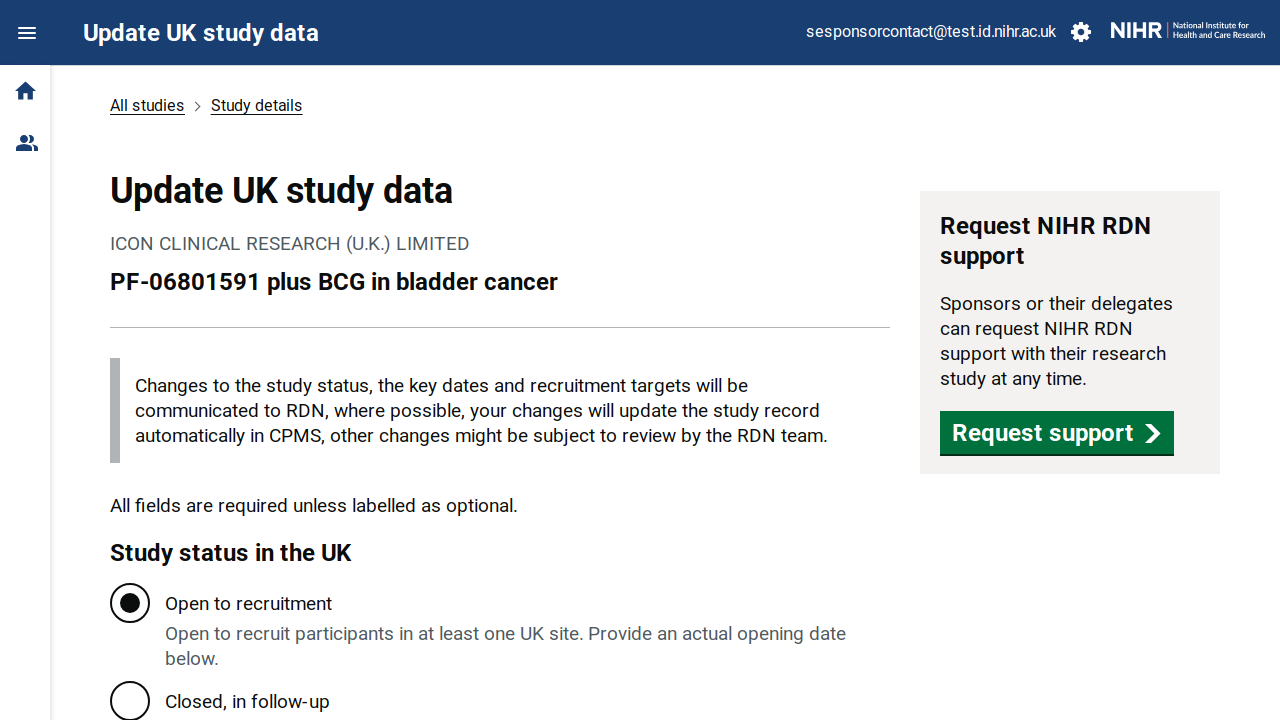 Update UK study data
sesponsorcontact@test.id.nihr.ac.uk
NIHR | National Institute for
Health and Care Research
All studies
Study details
Update UK study data
ICON CLINICAL RESEARCH (U.K.) LIMITED
PF-06801591 plus BCG in bladder cancer
Changes to the study status, the key dates and recruitment targets will be
communicated to RDN, where possible, your changes will update the study record
automatically in CPMS, other changes might be subject to review by the RDN team.
All fields are required unless labelled as optional.
Study status in the UK
Open to recruitment
Open to recruit participants in at least one UK site. Provide an actual opening date
below.
Closed, in follow-up
Request NIHR RDN
support
Sponsors or their delegates
can request NIHR RDN
support with their research
study at any time.
Request support